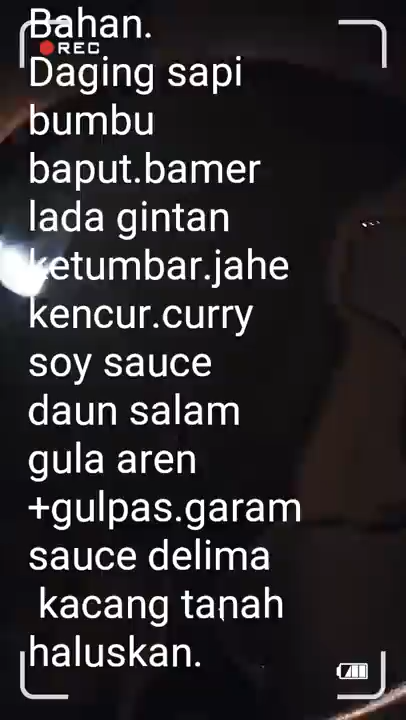 Bahan.
REC
Daging sapi
bumbu
baput.bamer
lada gintan
ketumbar.jahe
kencur.curry
soy sauce
daun salam
gula aren
+gulpas.garam
sauce delima
kacang tanah
haluskan.